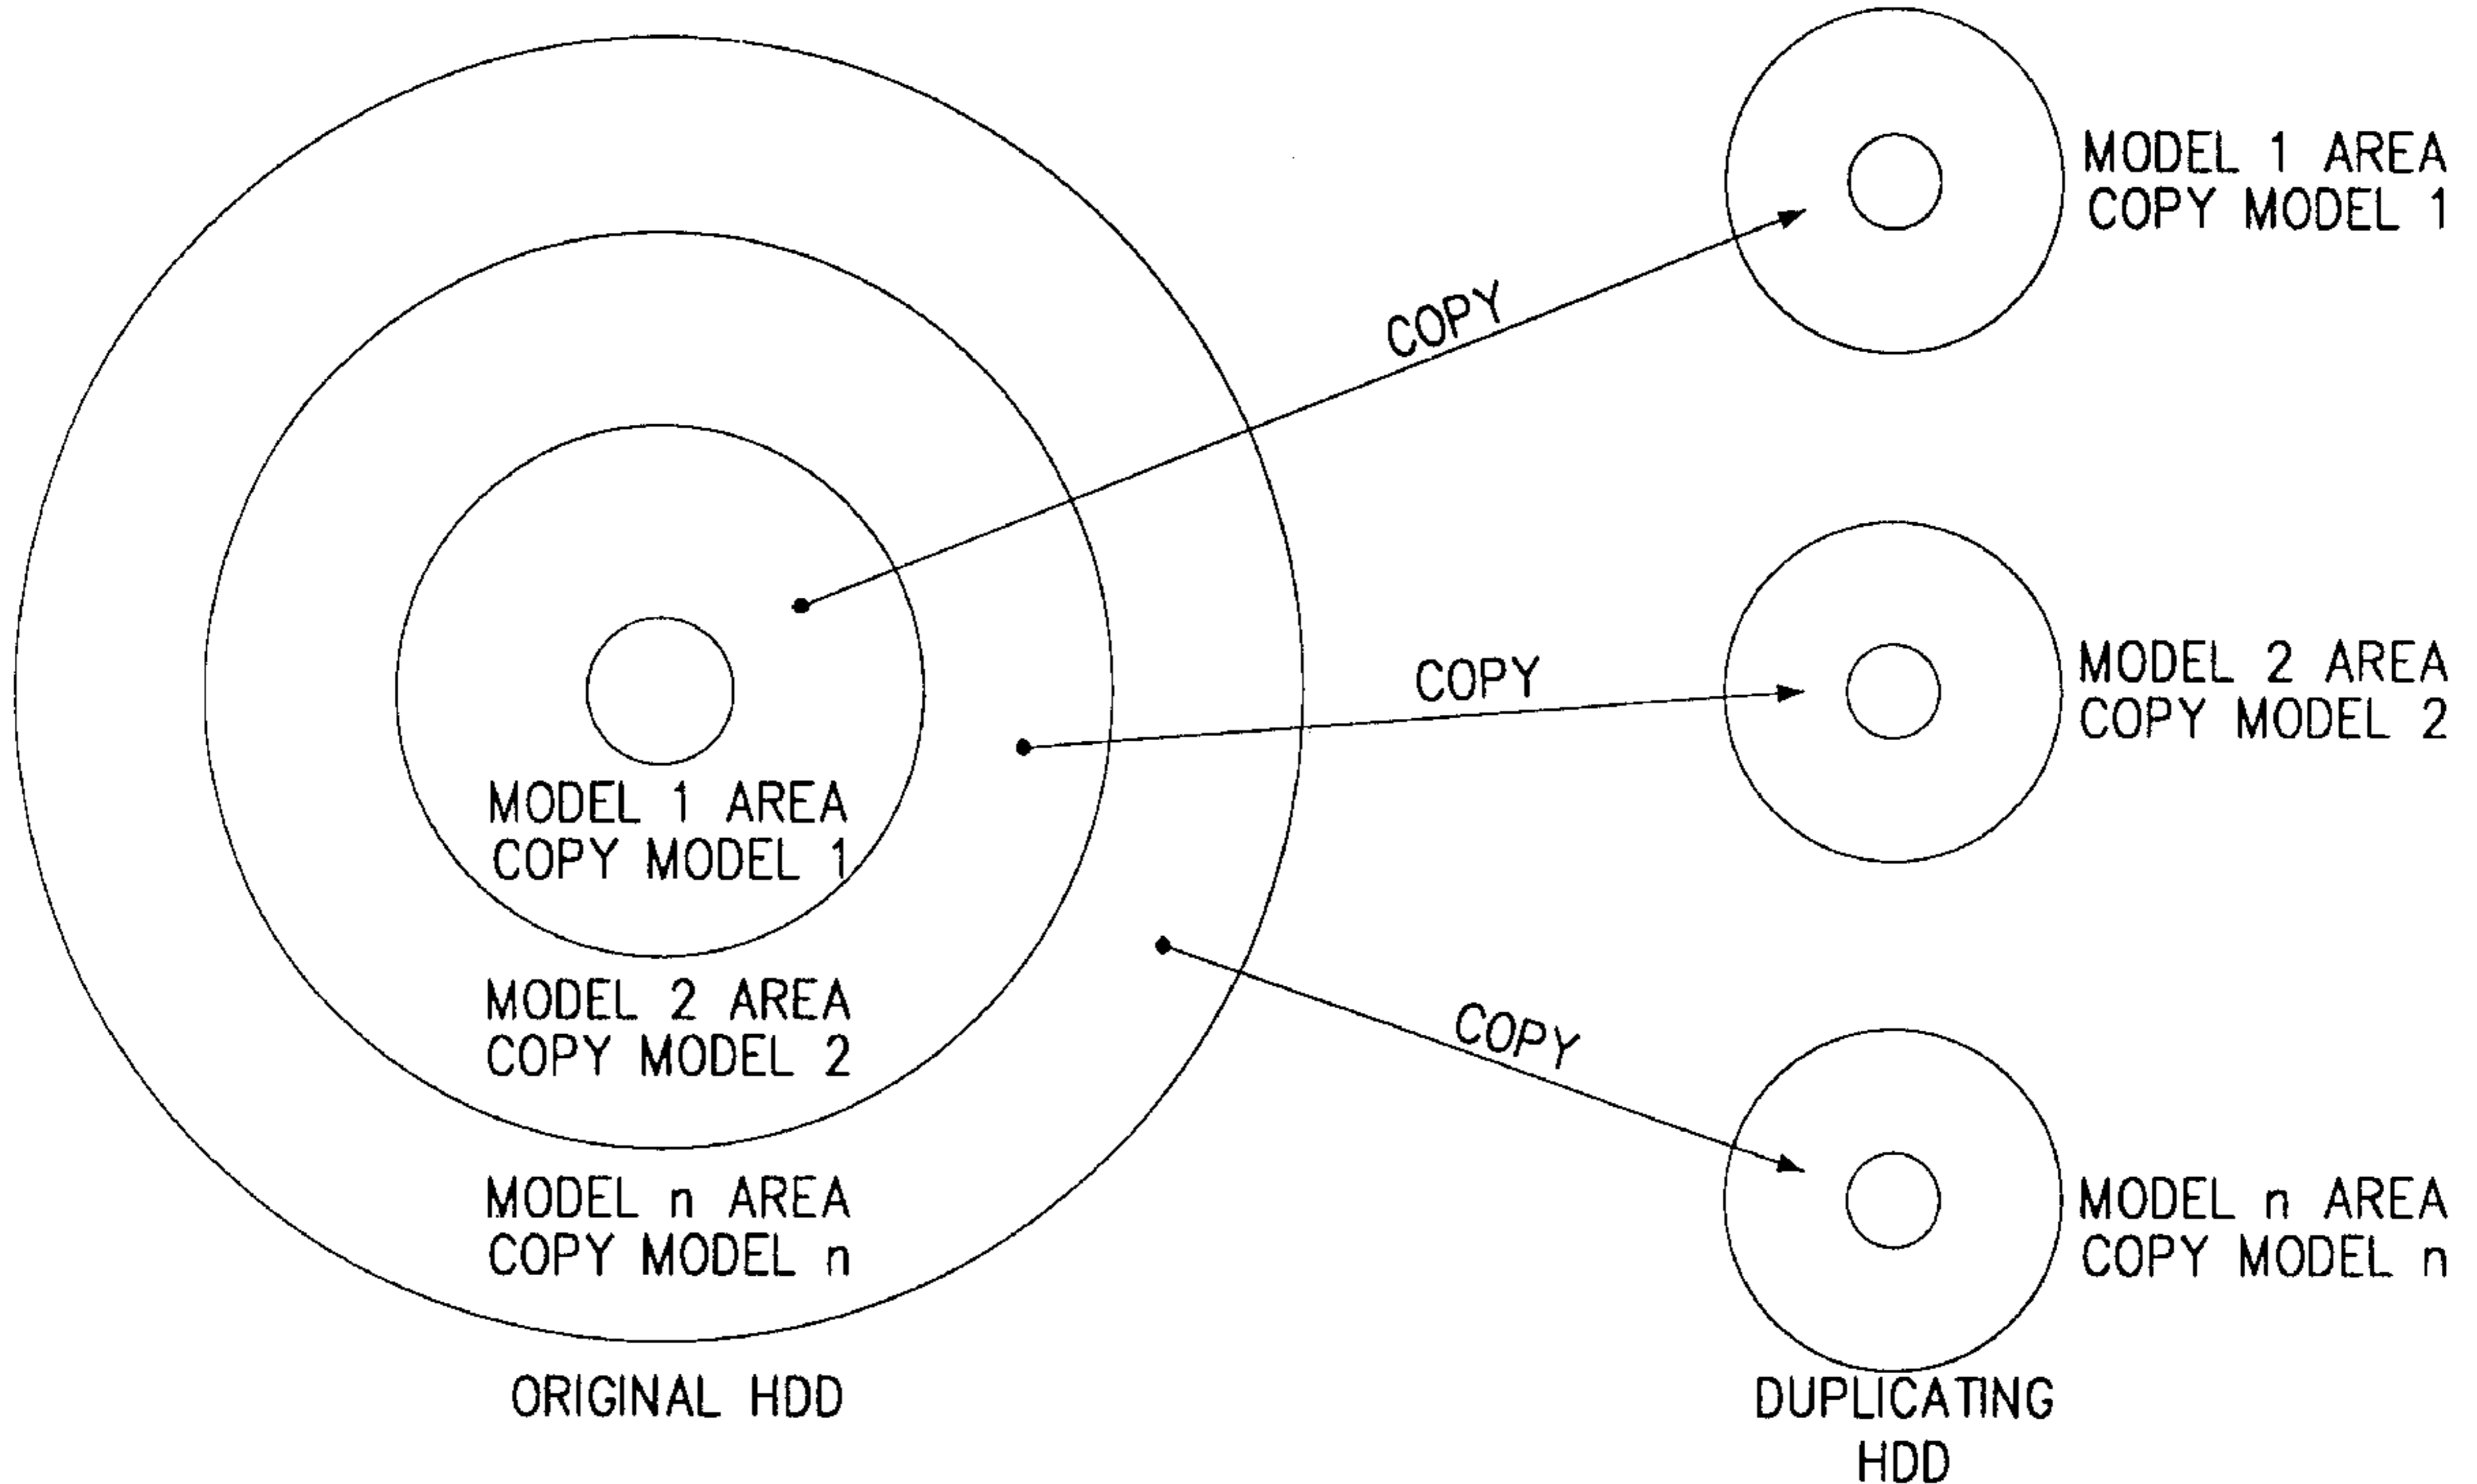 MODEL 1 AREA
COPY MODEL 1
COPY
COPY
MODEL 2 AREA
COPY MODEL 2
MODEL 1 AREA
COPY MODEL 1
MODEL 2 AREA
COPY MODEL 2
COPY
MODEL n AREA
COPY MODEL n
MODEL n AREA
COPY MODEL n
ORIGINAL HDD
DUPLICATING
HDD